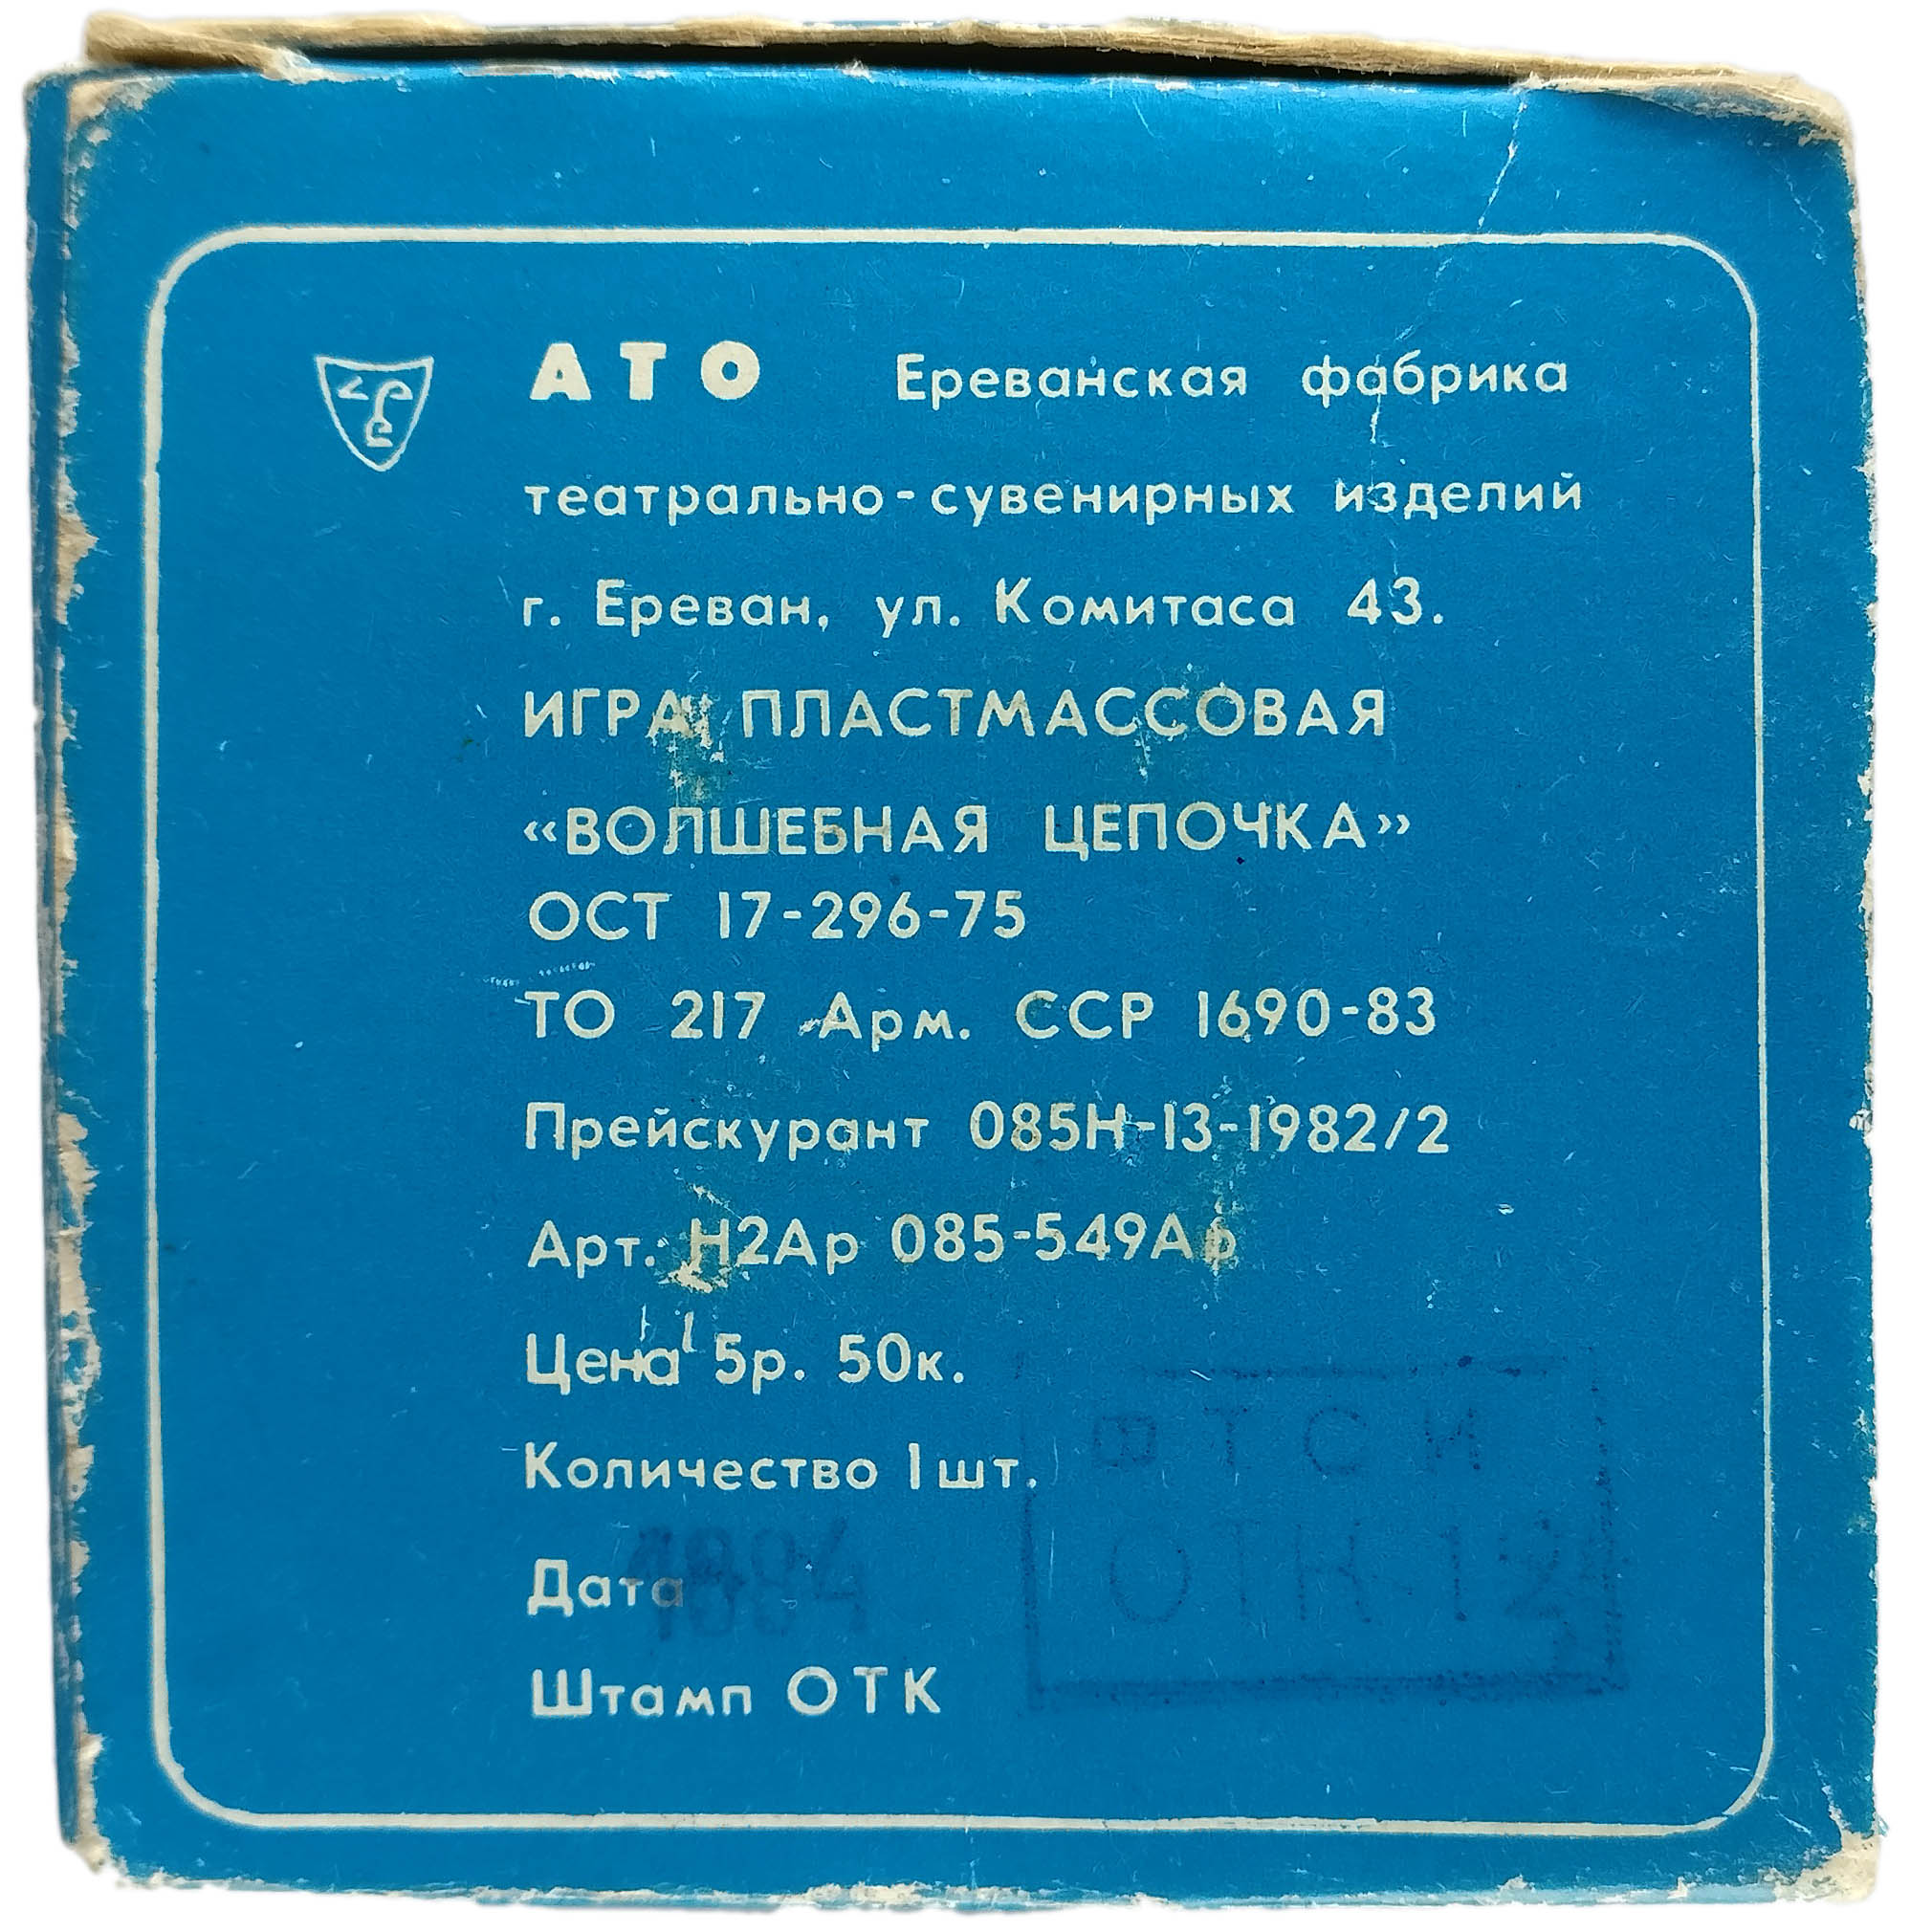 АТО Ереванская фабрика
театрально-сувенирных изделий
г. Ереван, ул. Комитаса 43.
ИГРА ПЛАСТМАССОВАЯ
«ВОЛШЕБНАЯ ЦЕПОЧКА»
ОСТ 17-296-75
ТО 217 Арм. ССР 1690-83
Прейскурант 085Н-13-1982/2
Арт. Н2Ар 085-549Аф
Цена 5р. 50к.
ФТСИ
Количество 1шт.
ОТК-12
Дата
Штамп ОТК